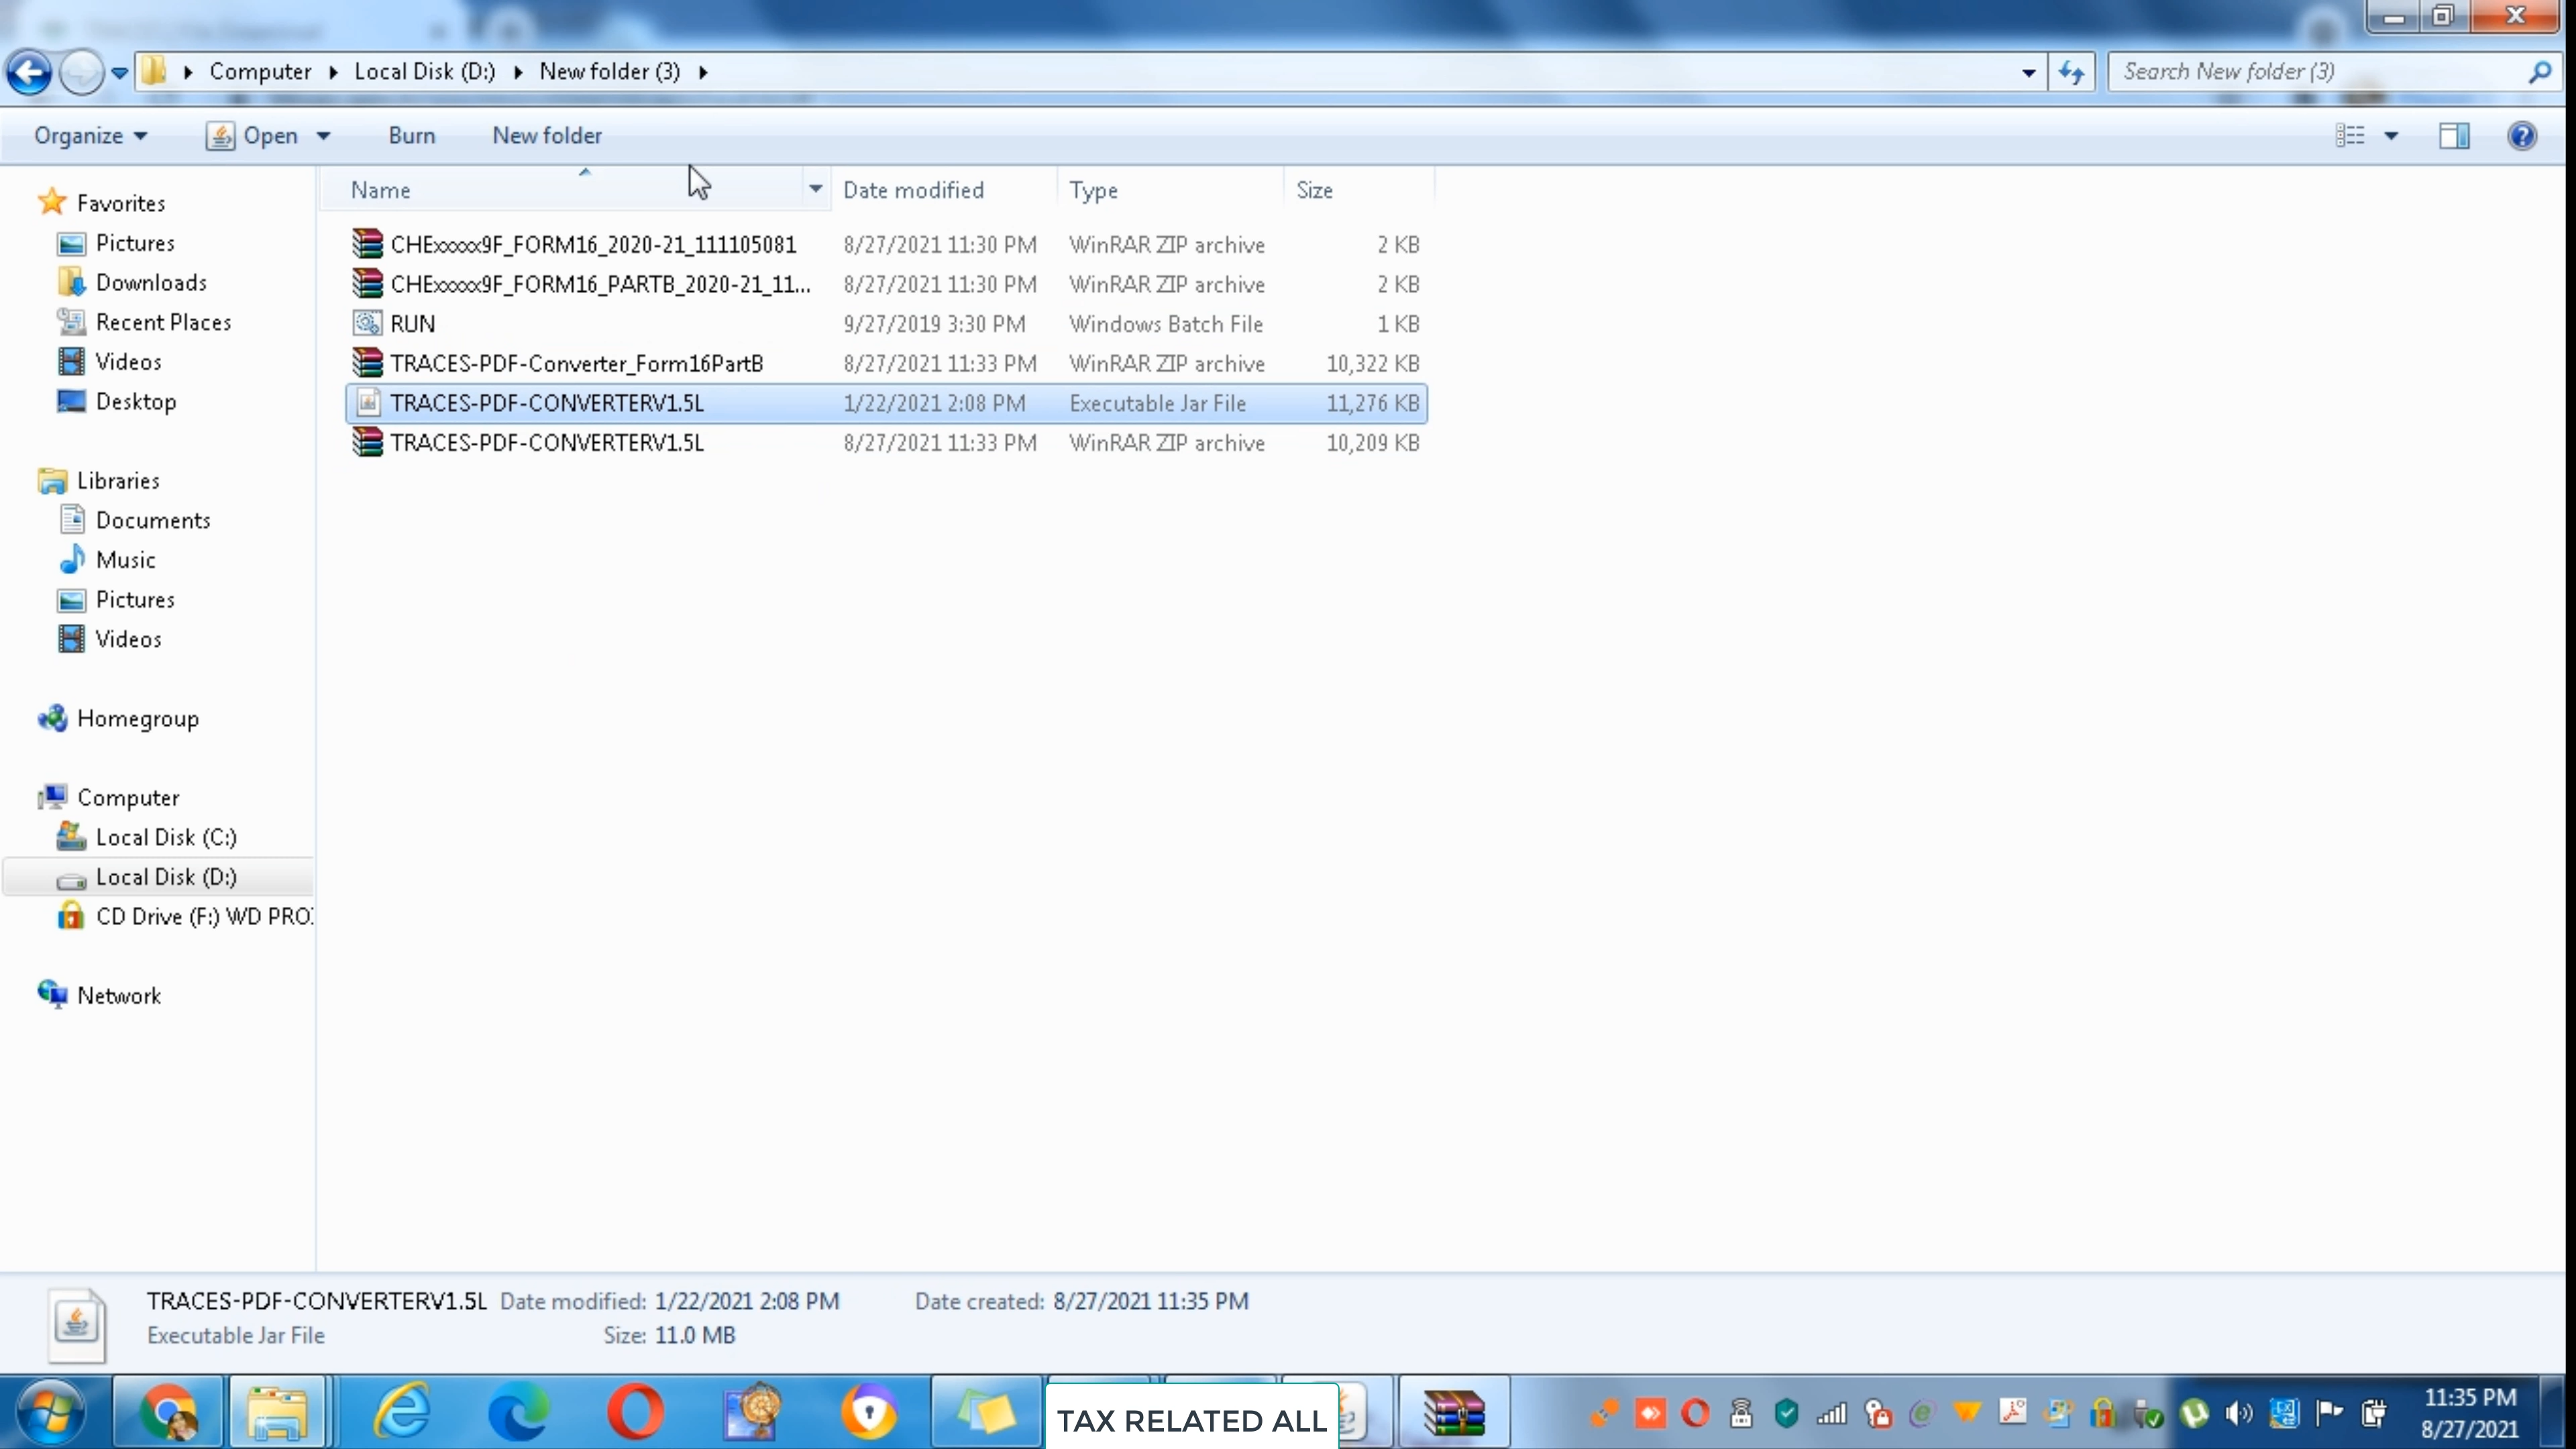 Computer Local Disk (D:) New folder (3) Search New folder (3)
Organize Open Burn New folder
Name Date modified Type Size
CHExxxxx9F_FORM16_2020-21_111105081 8/27/2021 11:30 PM WinRAR ZIP archive 2 KB
CHExxxxx9F_FORM16_PARTB_2020-21_11... 8/27/2021 11:30 PM WinRAR ZIP archive 2 KB
RUN 9/27/2019 3:30 PM Windows Batch File 1 KB
TRACES-PDF-Converter_Form16PartB 8/27/2021 11:33 PM WinRAR ZIP archive 10,322 KB
TRACES-PDF-CONVERTERV1.5L 1/22/2021 2:08 PM Executable Jar File 11,276 KB
TRACES-PDF-CONVERTERV1.5L 8/27/2021 11:33 PM WinRAR ZIP archive 10,209 KB
Favorites
Pictures
Downloads
Recent Places
Videos
Desktop
Libraries
Documents
Music
Pictures
Videos
Homegroup
Computer
Local Disk (C:)
Local Disk (D:)
CD Drive (F:) WD PRO
Network
TRACES-PDF-CONVERTERV1.5L Date modified: 1/22/2021 2:08 PM Date created: 8/27/2021 11:35 PM
Executable Jar File Size: 11.0 MB
TAX RELATED ALL
11:35 PM
8/27/2021